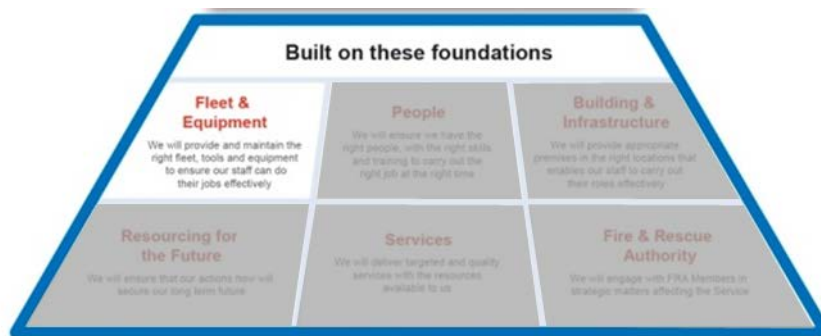 Built on these foundations
Fleet &
Equipment
We will provide and maintain the
right fleet, tools and equipment
to ensure our staff can do
their jobs effectively
People
We will ensure we have the
right people, with the right skills
and training to carry out the
right job at the right time
Building &
Infrastructure
We will provide appropriate
premises in the right locations that
enables our staff to carry out
their roles effectively
Resourcing for
the Future
We will ensure that our actions now will
secure our long term future
Services
We will deliver targeted and quality
services with the resources
available to us
Fire & Rescue
Authority
We will engage with FRA Members in
strategic matters affecting the Service